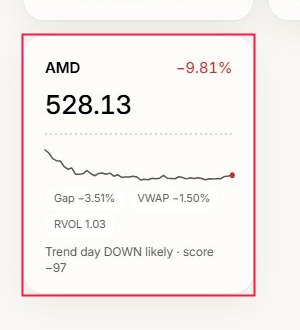 AMD −9.81%
528.13
Gap −3.51% VWAP −1.50%
RVOL 1.03
Trend day DOWN likely · score
−97